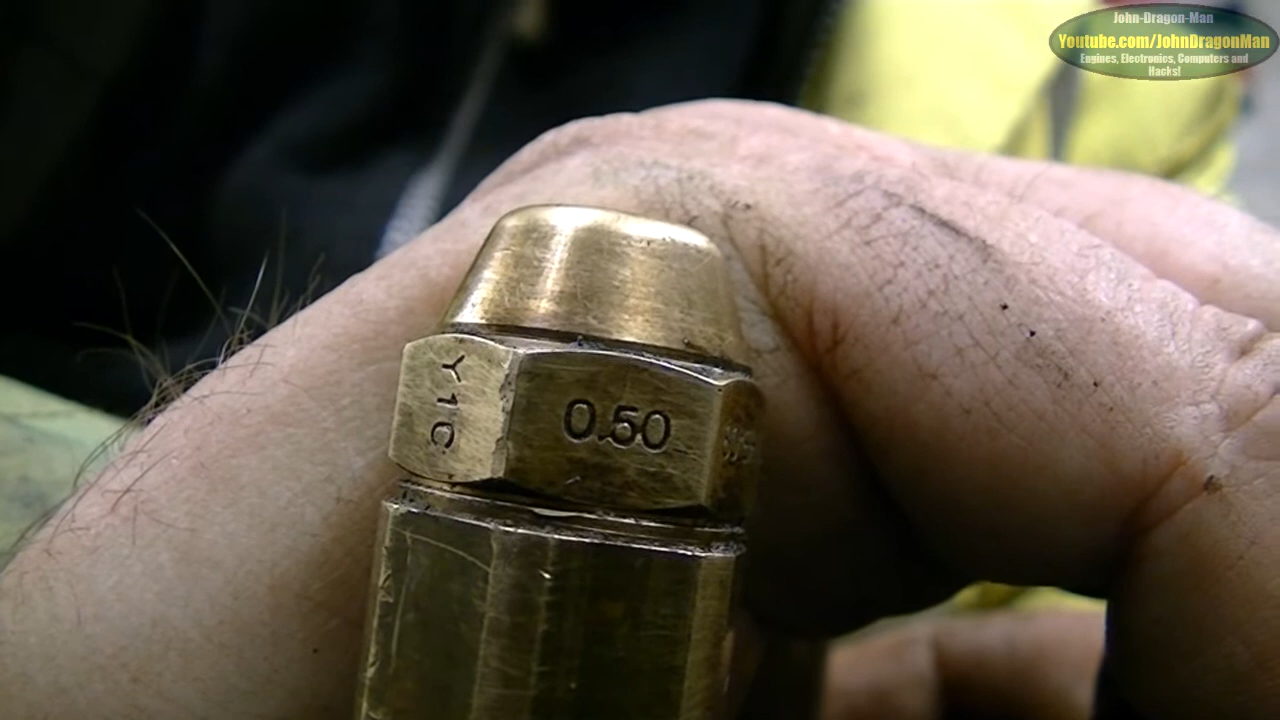 John-Dragon-Man
Youtube.com/JohnDragonMan
Engines, Electronics, Computers and
Hacks!
Y1C
0.50